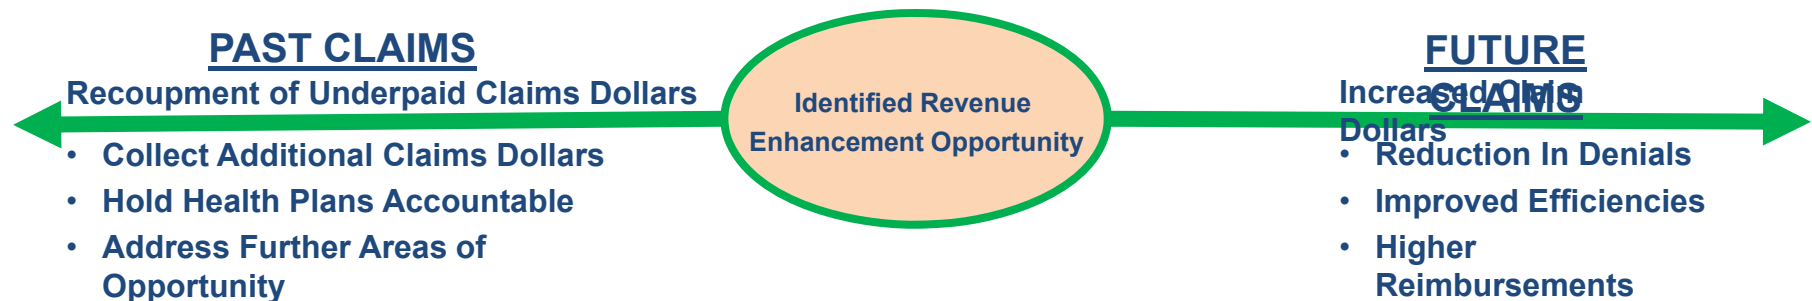 PAST CLAIMS
Recoupment of Underpaid Claims Dollars
• Collect Additional Claims Dollars
• Hold Health Plans Accountable
• Address Further Areas of
Opportunity
Identified Revenue
Enhancement Opportunity
FUTURE
CLAIMS
Increased Claim
Dollars
• Reduction In Denials
• Improved Efficiencies
• Higher
Reimbursements